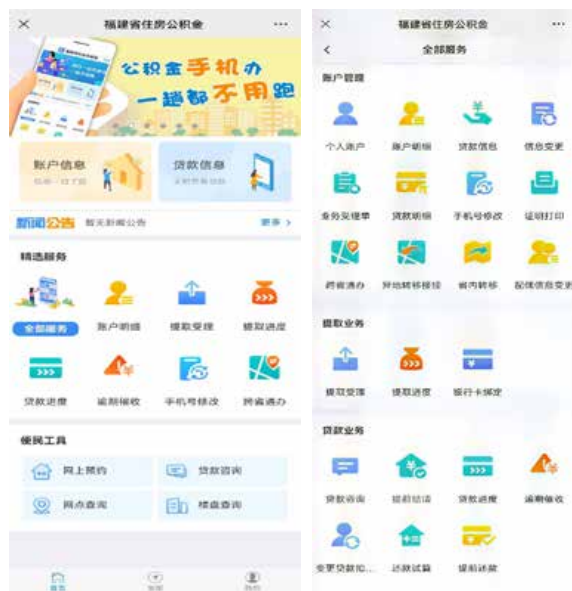 福建省住房公积金
公积金手机办
一趟都不用跑
账户信息
贷款信息
新闻公告 暂无新闻公告 更多 >
精选服务
全部服务 账户明细 提取受理 提取进度
贷款进度 逾期催收 手机号修改 跨省通办
便民工具
网上预约 贷款咨询
网点查询 楼盘查询
首页 我的
福建省住房公积金
全部服务
账户管理
个人账户 账户明细 贷款信息 信息变更
业务受理单 贷款明细 手机号修改 证明打印
跨省通办 异地转移接续 省内转移 配偶信息变更
提取业务
提取受理 提取进度 银行卡绑定
贷款业务
贷款咨询 提前结清 贷款进度 逾期催收
变更贷款扣... 还款试算 提前还款